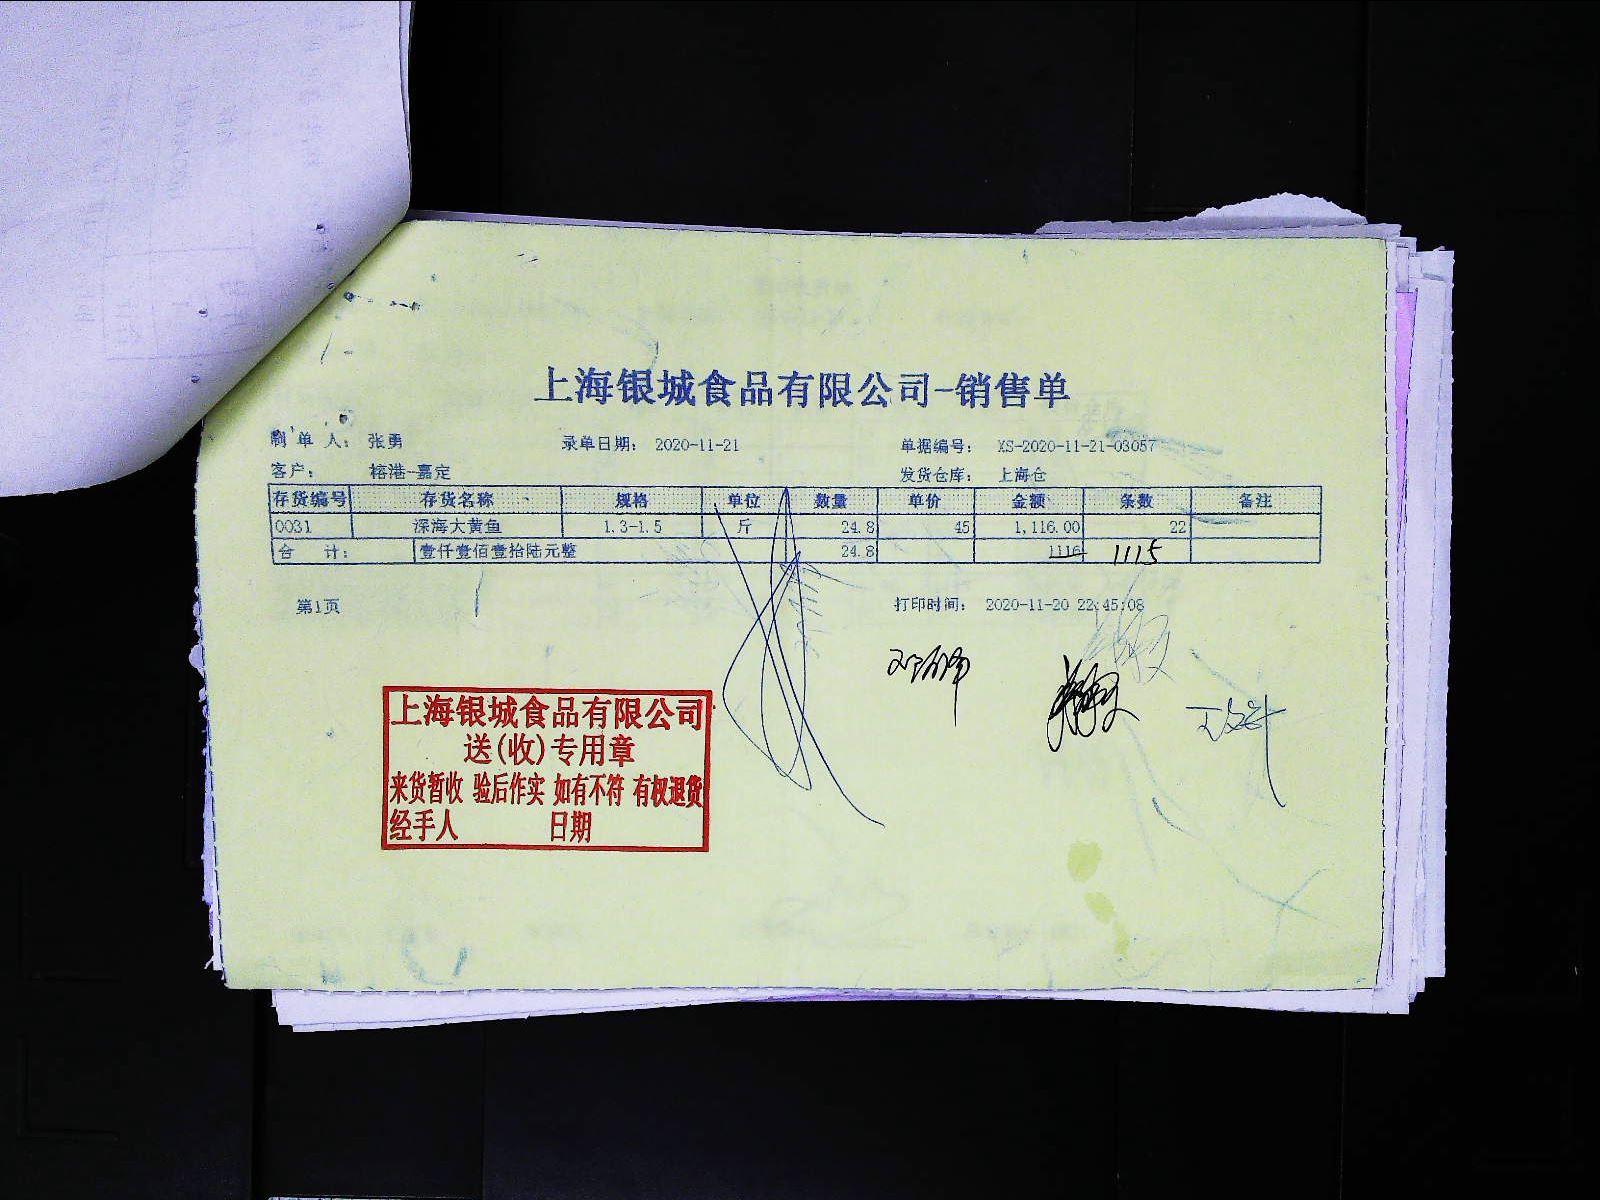 上海银城食品有限公司-销售单
制 单 人： 张勇 录单日期： 2020-11-21 单据编号： XS-2020-11-21-03057
客户： 榕港-嘉定 发货仓库： 上海仓
存货编号 存货名称 规格 单位 数量 单价 金额 条数 备注
0031 深海大黄鱼 1.3-1.5 斤 24.8 45 1,116.00 22
合 计： 壹仟壹佰壹拾陆元整 24.8 1116 1115
第1页 打印时间： 2020-11-20 22:45:08
上海银城食品有限公司
送(收)专用章
来货暂收 验后作实 如有不符 有权退货
经手人 日期